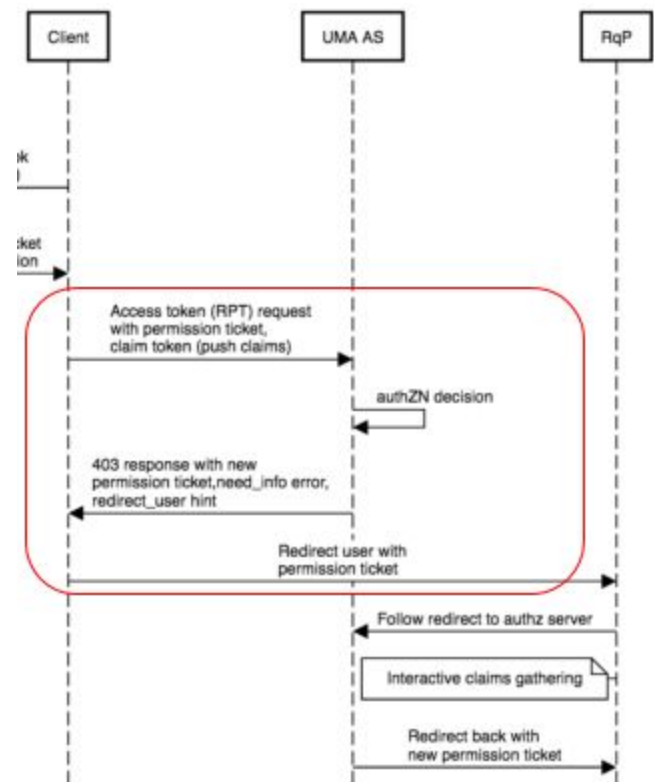 Client
UMA AS
RqP
Access token (RPT) request
with permission ticket,
claim token (push claims)
authZN decision
403 response with new
permission ticket,need_info error,
redirect_user hint
Redirect user with
permission ticket
Follow redirect to authz server
Interactive claims gathering
Redirect back with
new permission ticket